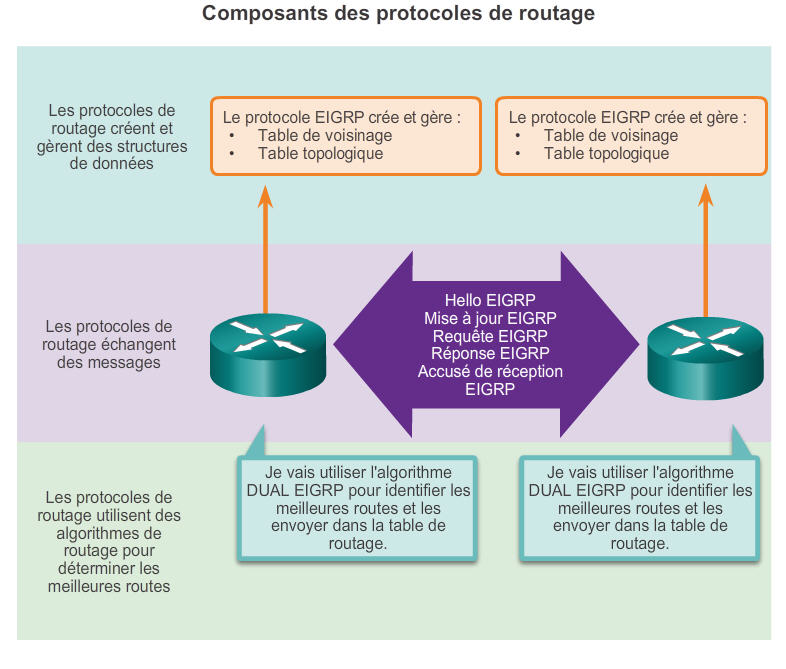 Composants des protocoles de routage
Les protocoles de
routage créent et
gèrent des structures
de données
Le protocole EIGRP crée et gère :
• Table de voisinage
• Table topologique
Le protocole EIGRP crée et gère :
• Table de voisinage
• Table topologique
Les protocoles de
routage échangent
des messages
Hello EIGRP
Mise à jour EIGRP
Requête EIGRP
Réponse EIGRP
Accusé de réception
EIGRP
Les protocoles de
routage utilisent des
algorithmes de
routage pour
déterminer les
meilleures routes
Je vais utiliser l'algorithme
DUAL EIGRP pour identifier les
meilleures routes et les
envoyer dans la table de
routage.
Je vais utiliser l'algorithme
DUAL EIGRP pour identifier les
meilleures routes et les
envoyer dans la table de
routage.